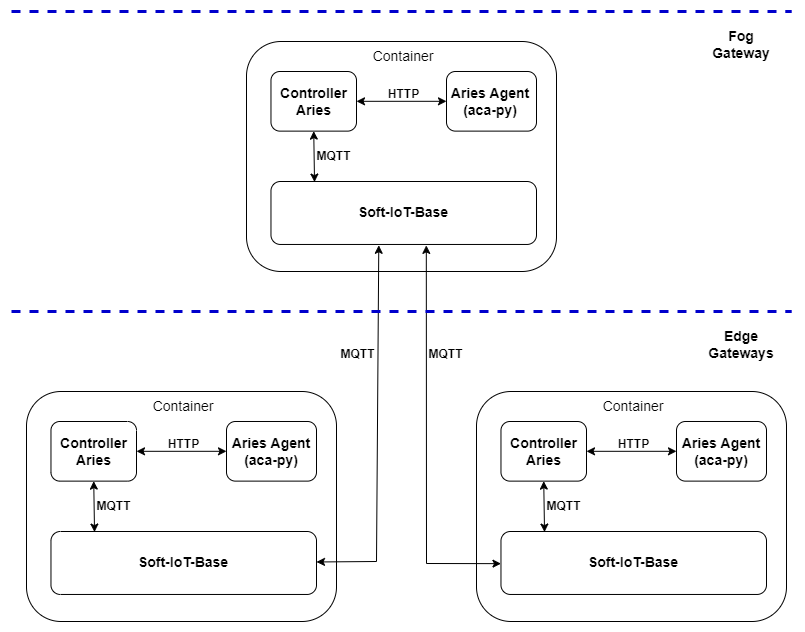 Fog
Gateway
Container
Controller
Aries
HTTP
Aries Agent
(aca-py)
MQTT
Soft-IoT-Base
Edge
Gateways
MQTT
MQTT
Container
Controller
Aries
HTTP
Aries Agent
(aca-py)
MQTT
Soft-IoT-Base
Container
Controller
Aries
HTTP
Aries Agent
(aca-py)
MQTT
Soft-IoT-Base